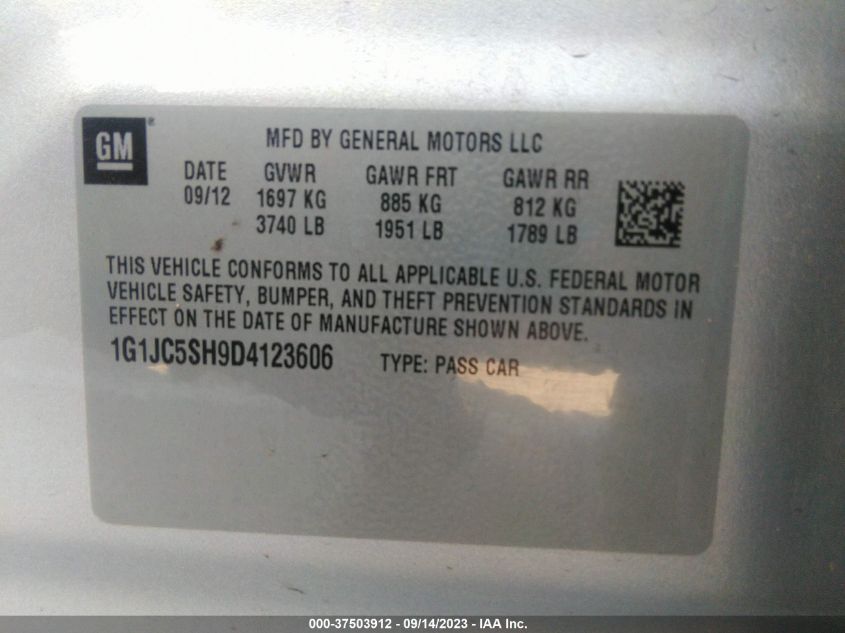 GM ®
MFD BY GENERAL MOTORS LLC
DATE GVWR GAWR FRT GAWR RR
09/12 1697 KG 885 KG 812 KG
3740 LB 1951 LB 1789 LB
THIS VEHICLE CONFORMS TO ALL APPLICABLE U.S. FEDERAL MOTOR
VEHICLE SAFETY, BUMPER, AND THEFT PREVENTION STANDARDS IN
EFFECT ON THE DATE OF MANUFACTURE SHOWN ABOVE.
1G1JC5SH9D4123606 TYPE: PASS CAR
000-37503912 - 09/14/2023 - IAA Inc.